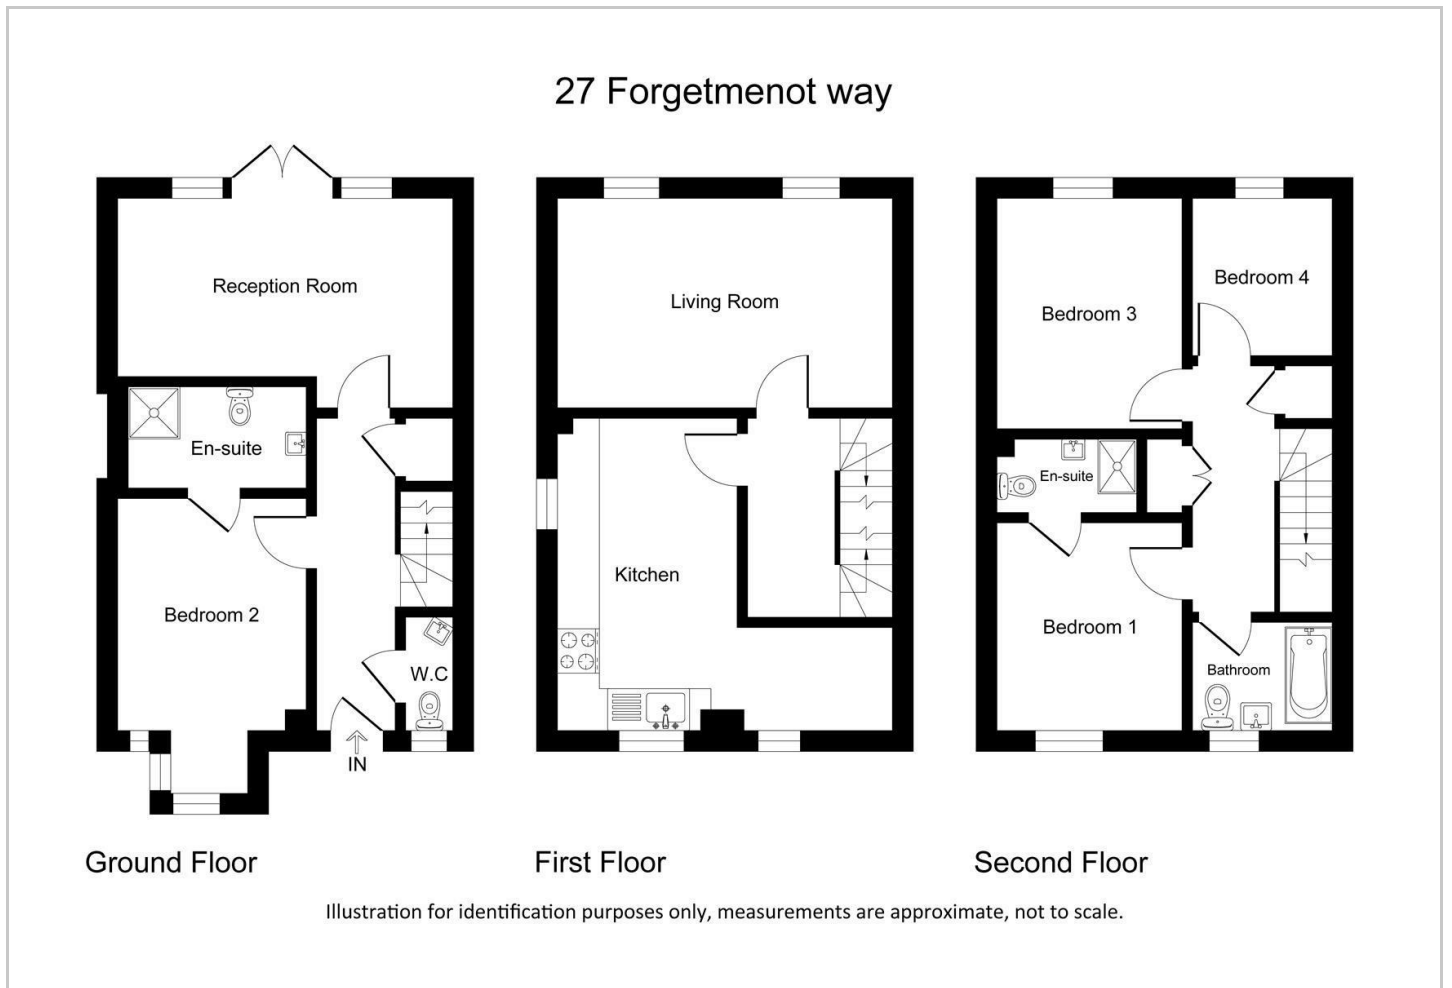 27 Forgetmenot way
Reception Room
En-suite
Bedroom 2
W.C
IN
Ground Floor
Living Room
Kitchen
First Floor
Bedroom 3
Bedroom 4
En-suite
Bedroom 1
Bathroom
Second Floor
Illustration for identification purposes only, measurements are approximate, not to scale.